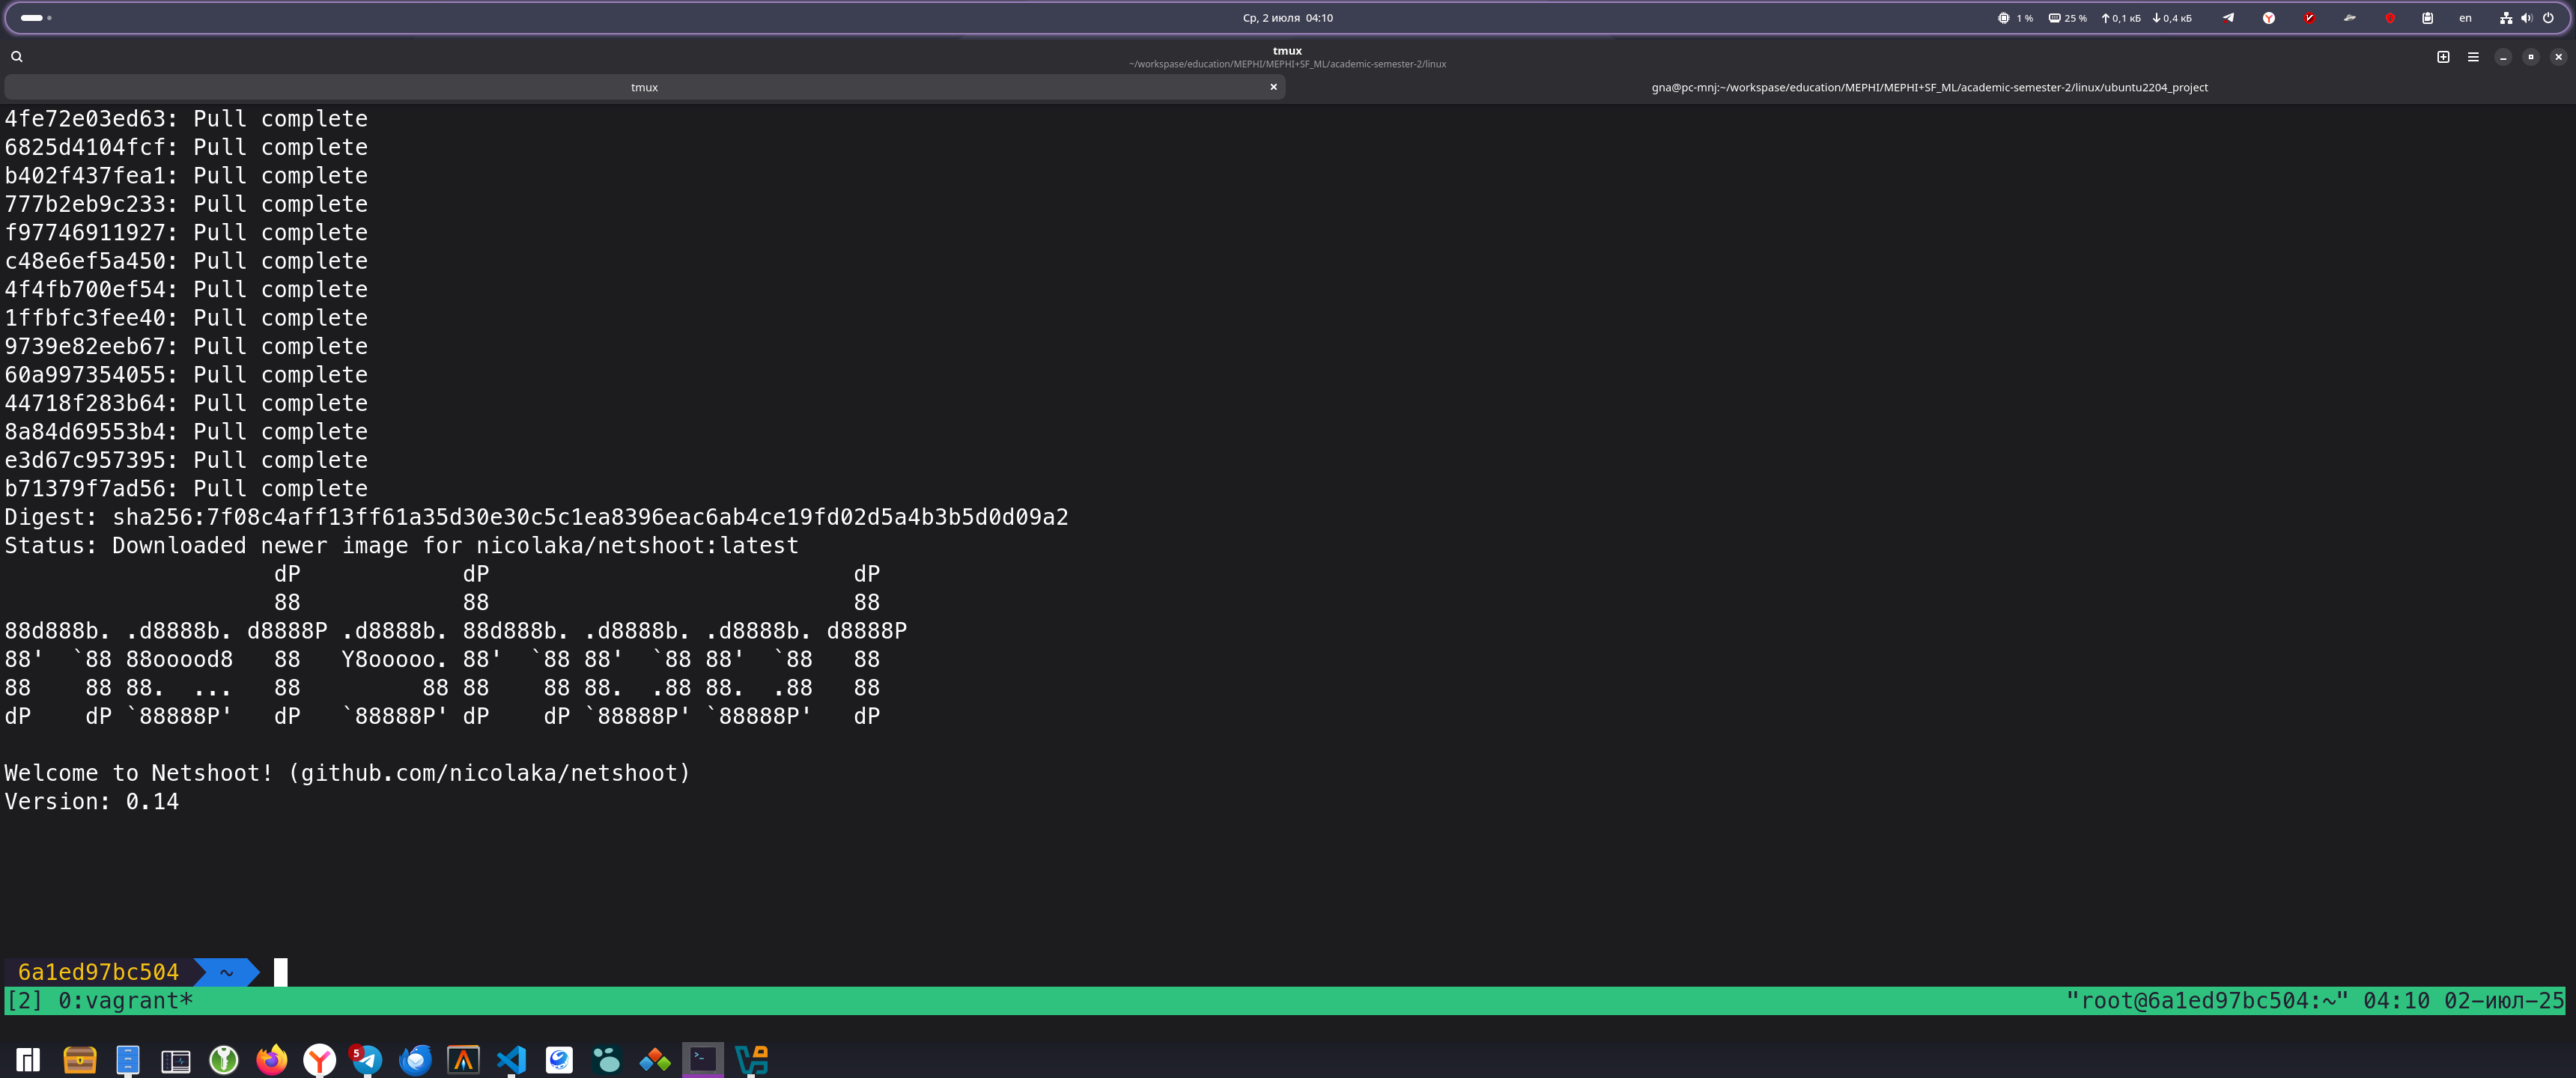 Ср, 2 июля 04:10
1 % 25 % 0,1 кБ 0,4 кБ en
tmux
~/workspase/education/MEPHI/MEPHI+SF_ML/academic-semester-2/linux
tmux
gna@pc-mnj:~/workspase/education/MEPHI/MEPHI+SF_ML/academic-semester-2/linux/ubuntu2204_project
4fe72e03ed63: Pull complete
6825d4104fcf: Pull complete
b402f437fea1: Pull complete
777b2eb9c233: Pull complete
f97746911927: Pull complete
c48e6ef5a450: Pull complete
4f4fb700ef54: Pull complete
1ffbfc3fee40: Pull complete
9739e82eeb67: Pull complete
60a997354055: Pull complete
44718f283b64: Pull complete
8a84d69553b4: Pull complete
e3d67c957395: Pull complete
b71379f7ad56: Pull complete
Digest: sha256:7f08c4aff13ff61a35d30e30c5c1ea8396eac6ab4ce19fd02d5a4b3b5d0d09a2
Status: Downloaded newer image for nicolaka/netshoot:latest
                    dP            dP                           dP
                    88            88                           88
88d888b. .d8888b. d8888P .d8888b. 88d888b. .d8888b. .d8888b. d8888P
88'  `88 88ooood8   88   Y8ooooo. 88'  `88 88'  `88 88'  `88   88
88    88 88.  ...   88         88 88    88 88.  .88 88.  .88   88
dP    dP `88888P'   dP   `88888P' dP    dP `88888P' `88888P'   dP
Welcome to Netshoot! (github.com/nicolaka/netshoot)
Version: 0.14
6a1ed97bc504 ~
[2] 0:vagrant* "root@6a1ed97bc504:~" 04:10 02-июл-25
5